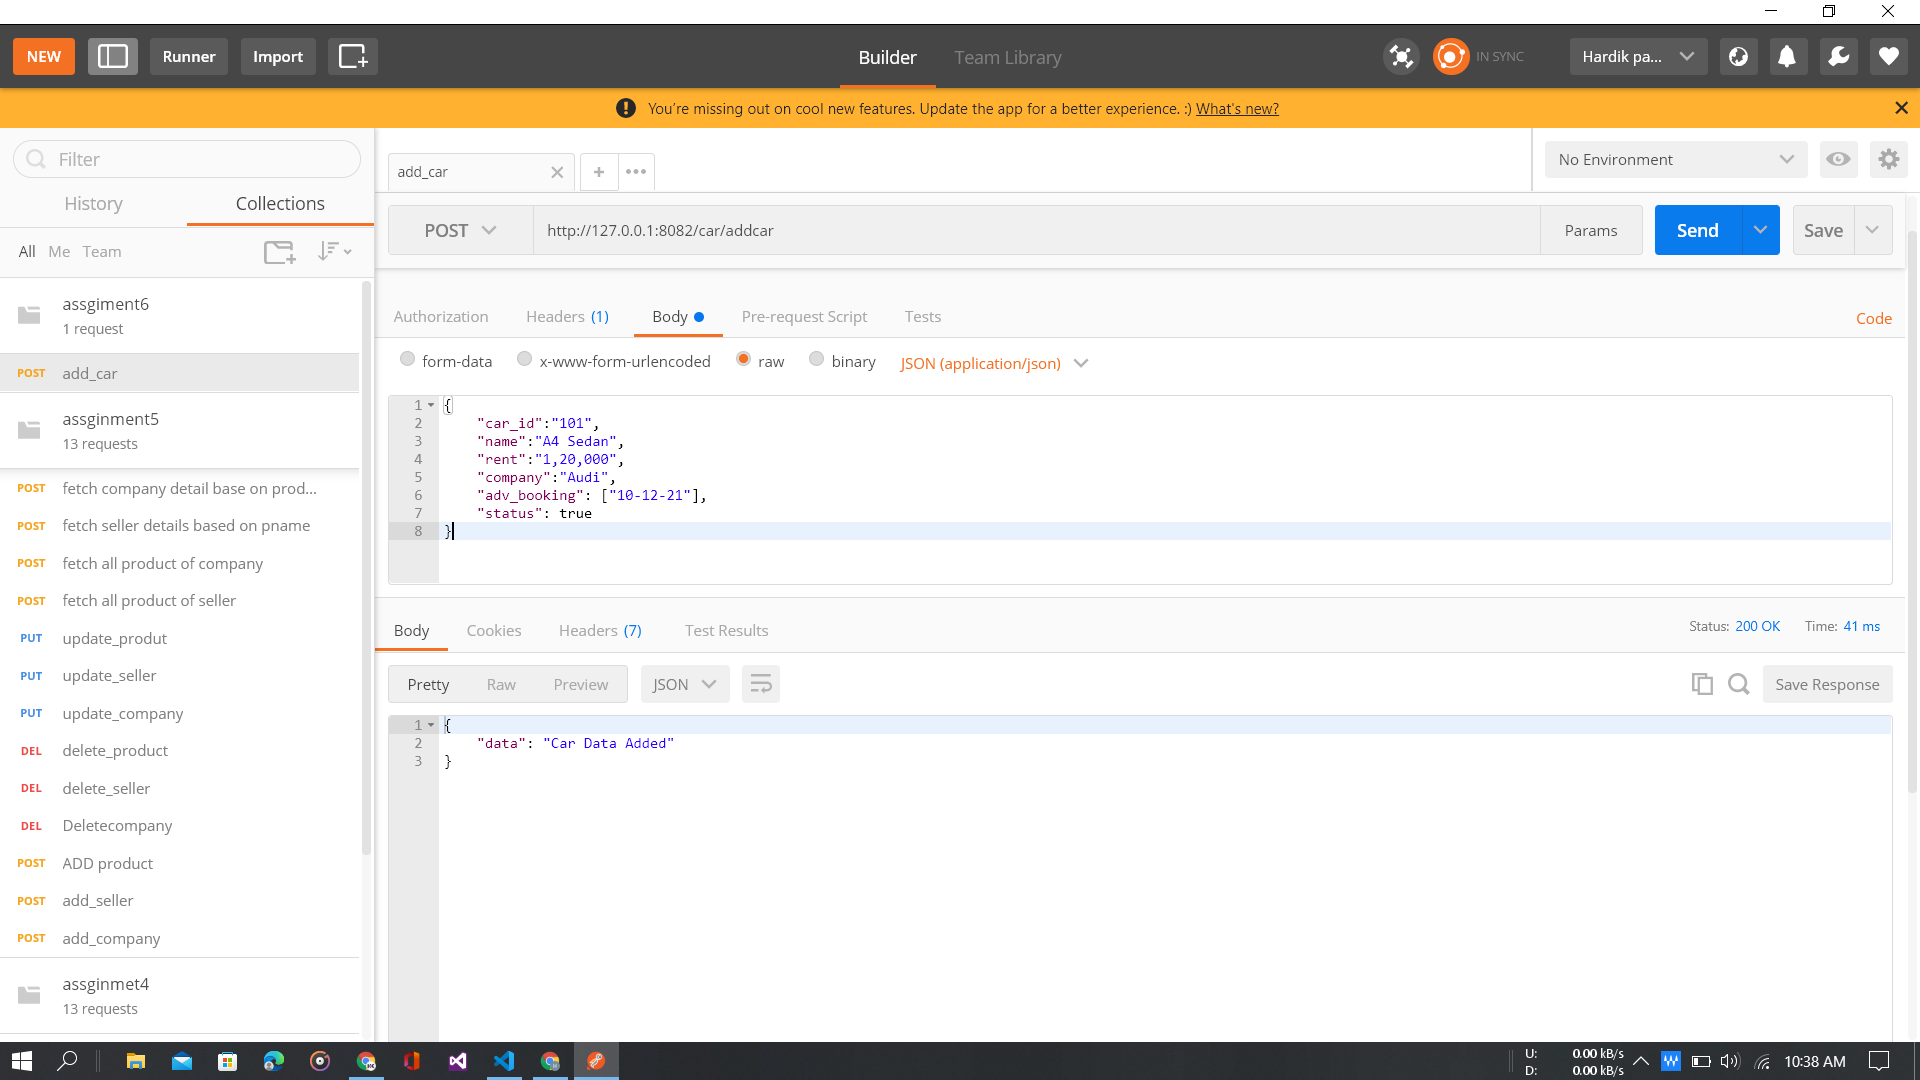 NEW
Runner
Import
Builder
Team Library
IN SYNC
Hardik pa...
You're missing out on cool new features. Update the app for a better experience. :) What's new?
Filter
History
Collections
All Me Team
assgiment6
1 request
POST add_car
assginment5
13 requests
POST fetch company detail base on prod...
POST fetch seller details based on pname
POST fetch all product of company
POST fetch all product of seller
PUT update_produt
PUT update_seller
PUT update_company
DEL delete_product
DEL delete_seller
DEL Deletecompany
POST ADD product
POST add_seller
POST add_company
assginmet4
13 requests
add_car
No Environment
POST
http://127.0.0.1:8082/car/addcar
Params
Send
Save
Authorization
Headers (1)
Body
Pre-request Script
Tests
Code
form-data
x-www-form-urlencoded
raw
binary
JSON (application/json)
1 {
2 "car_id":"101",
3 "name":"A4 Sedan",
4 "rent":"1,20,000",
5 "company":"Audi",
6 "adv_booking": ["10-12-21"],
7 "status": true
8 }
Body
Cookies
Headers (7)
Test Results
Status: 200 OK
Time: 41 ms
Pretty
Raw
Preview
JSON
Save Response
1 {
2 "data": "Car Data Added"
3 }
U: 0.00 kB/s
D: 0.00 kB/s
10:38 AM